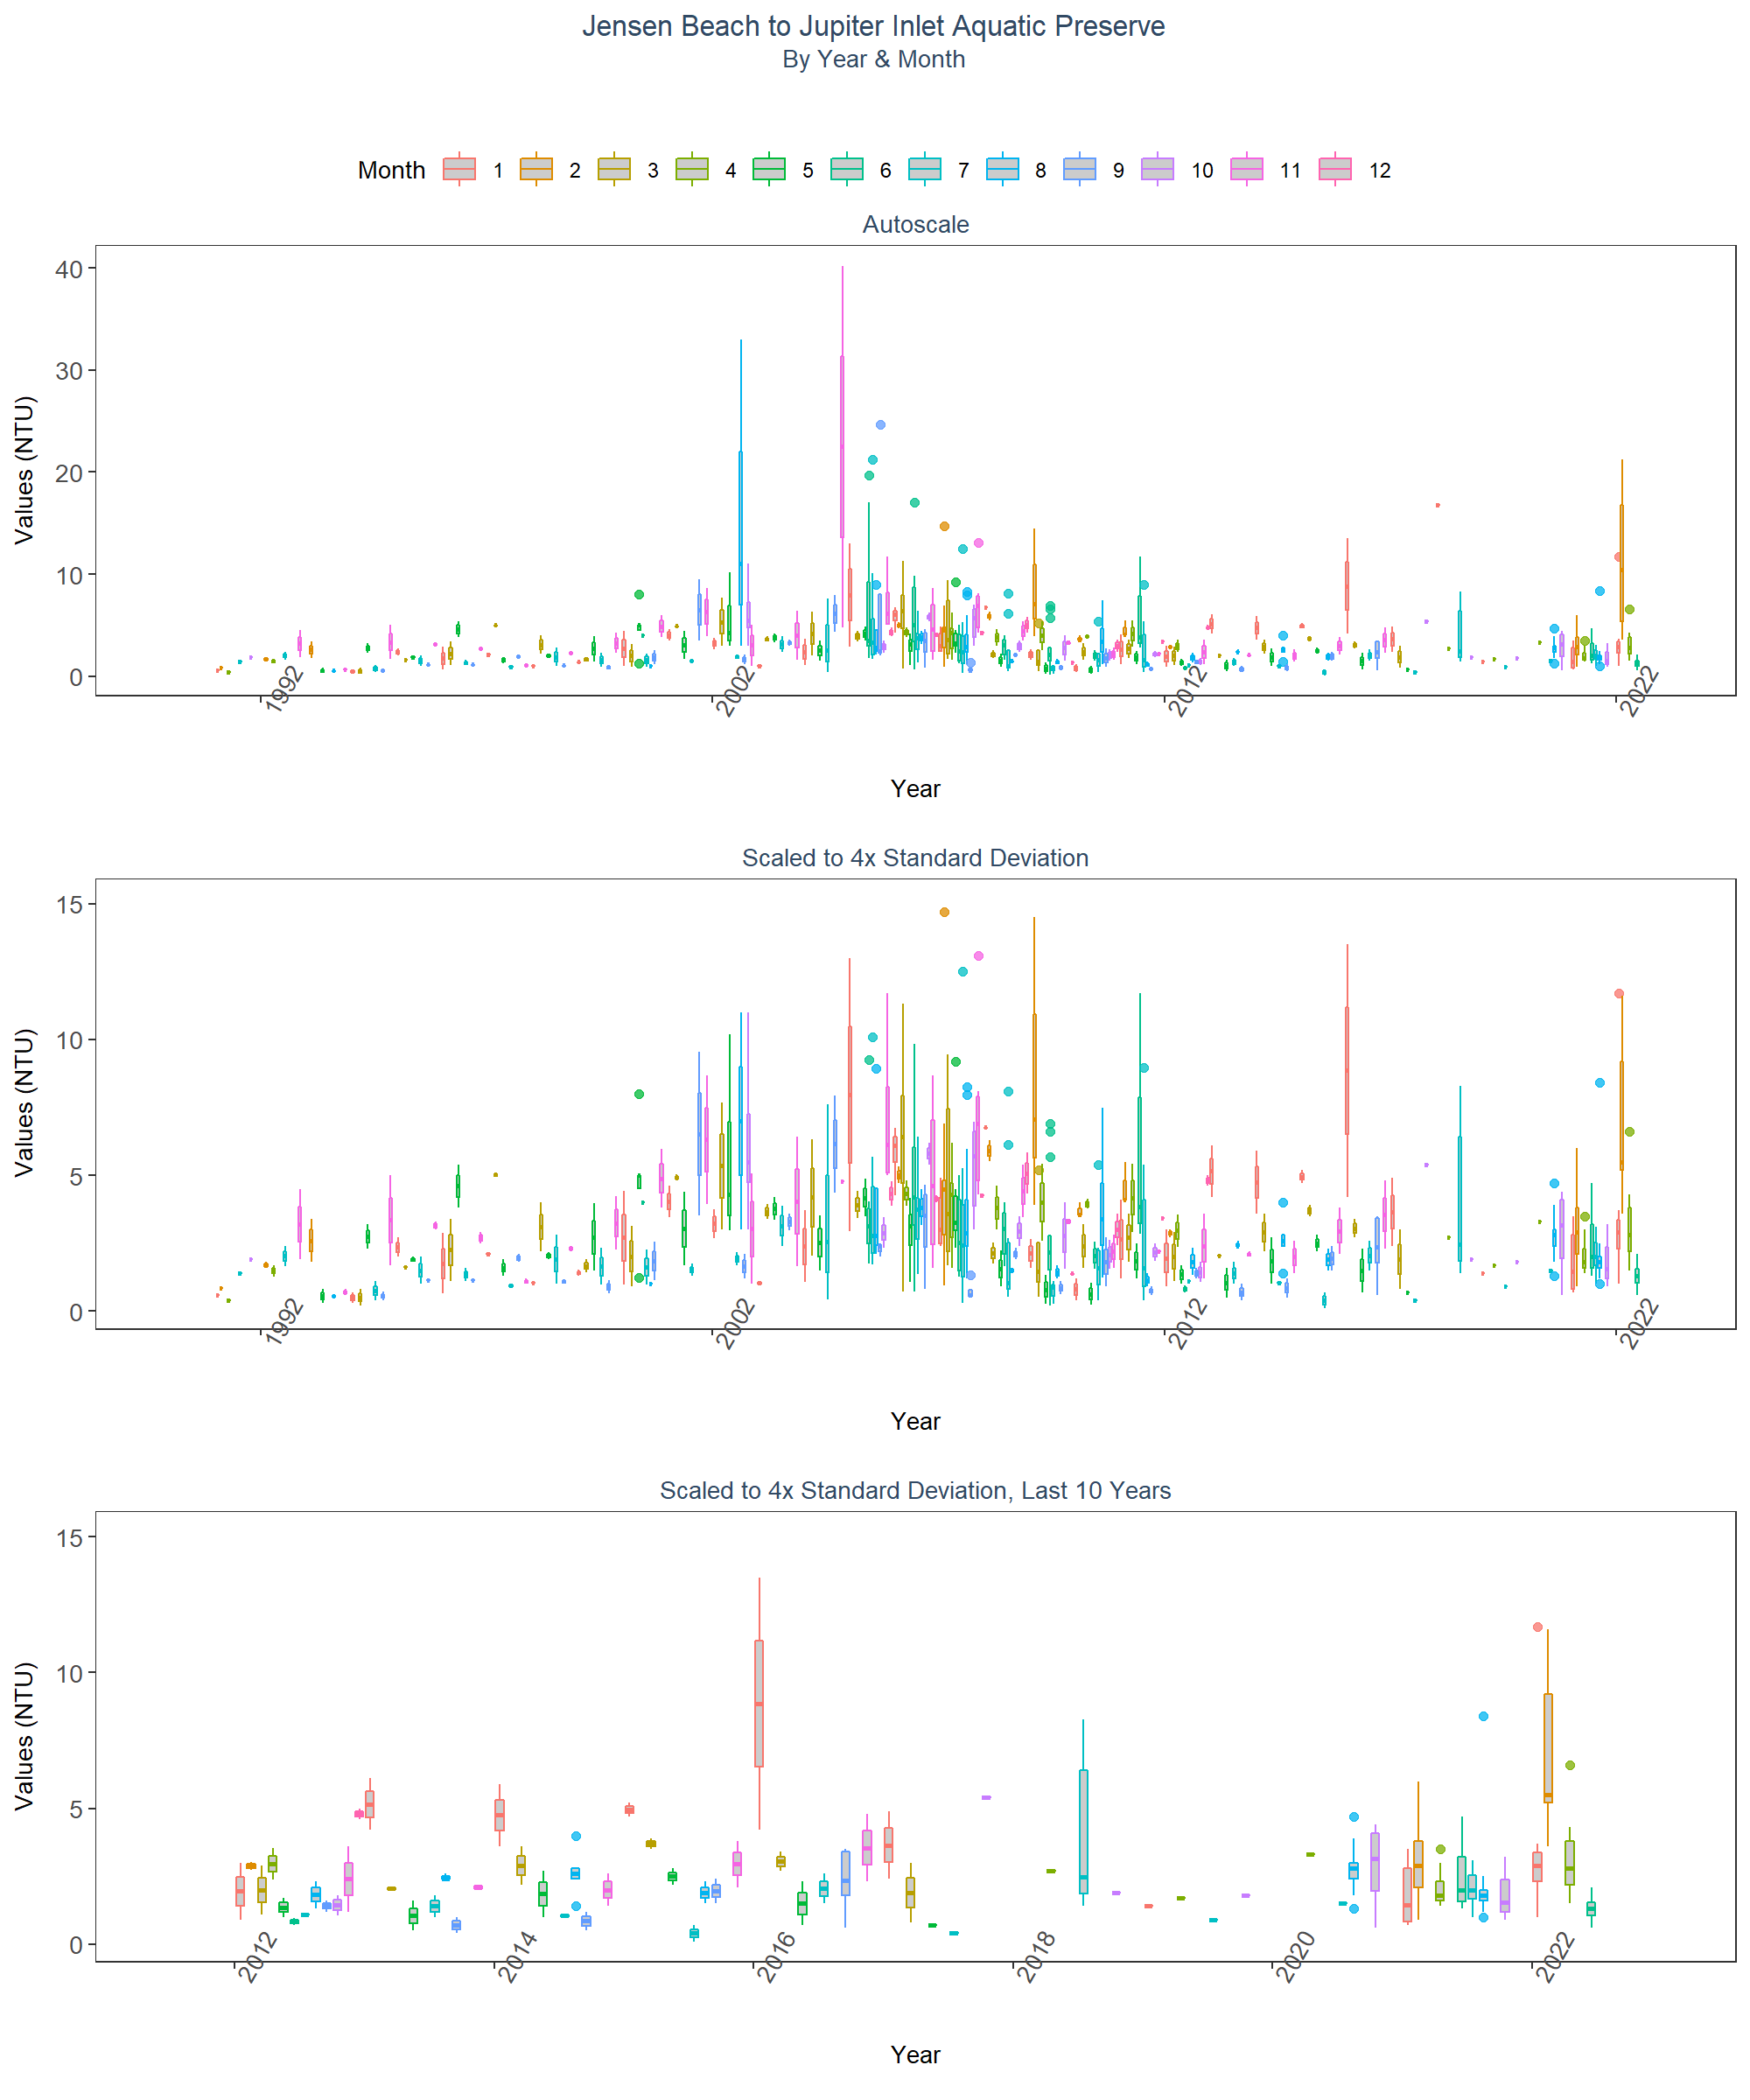 Jensen Beach to Jupiter Inlet Aquatic Preserve
By Year & Month
Month 1 2 3 4 5 6 7 8 9 10 11 12
Autoscale
Values (NTU)
40
30
20
10
0
1992 2002 2012 2022
Year
Scaled to 4x Standard Deviation
Values (NTU)
15
10
5
0
1992 2002 2012 2022
Year
Scaled to 4x Standard Deviation, Last 10 Years
Values (NTU)
15
10
5
0
2012 2014 2016 2018 2020 2022
Year